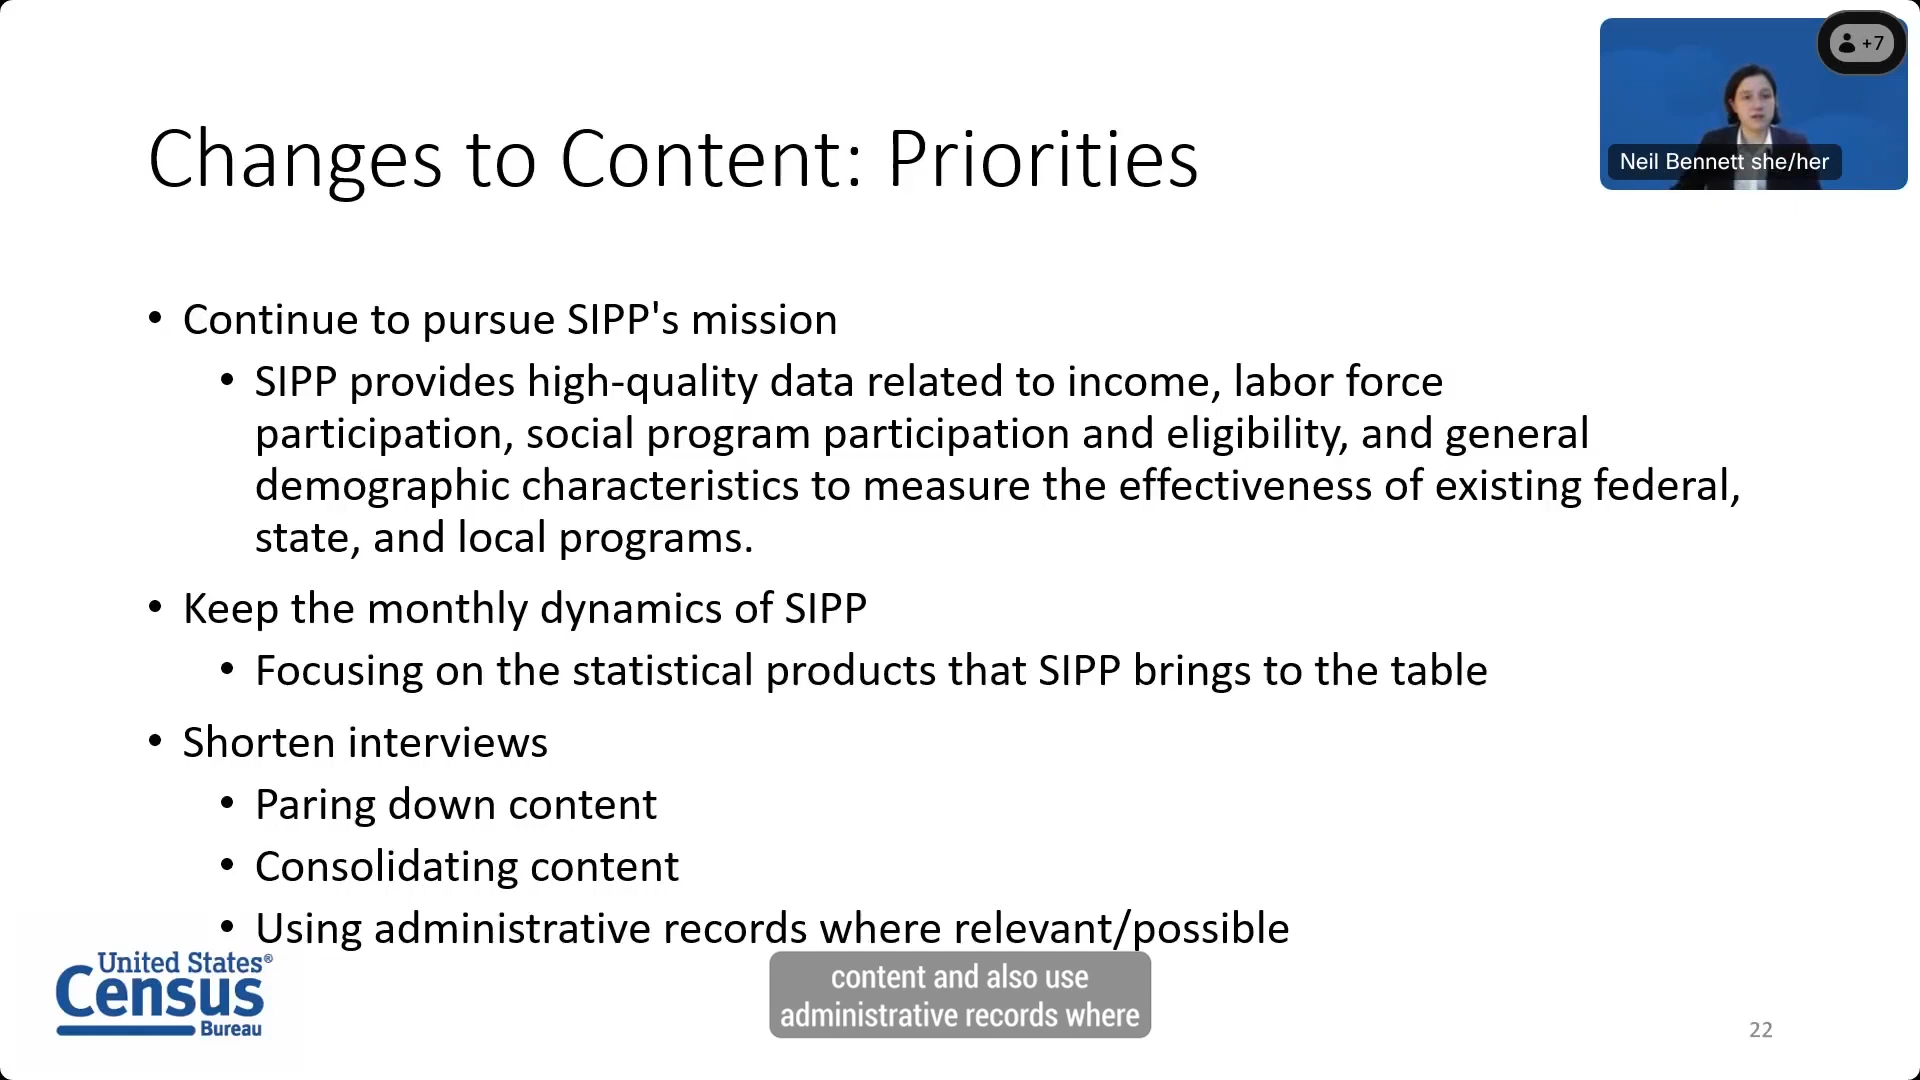 +7
Neil Bennett she/her
Changes to Content: Priorities
• Continue to pursue SIPP's mission
• SIPP provides high-quality data related to income, labor force
participation, social program participation and eligibility, and general
demographic characteristics to measure the effectiveness of existing federal,
state, and local programs.
• Keep the monthly dynamics of SIPP
• Focusing on the statistical products that SIPP brings to the table
• Shorten interviews
• Paring down content
• Consolidating content
• Using administrative records where relevant/possible
United States®
Census
Bureau
content and also use
administrative records where
22